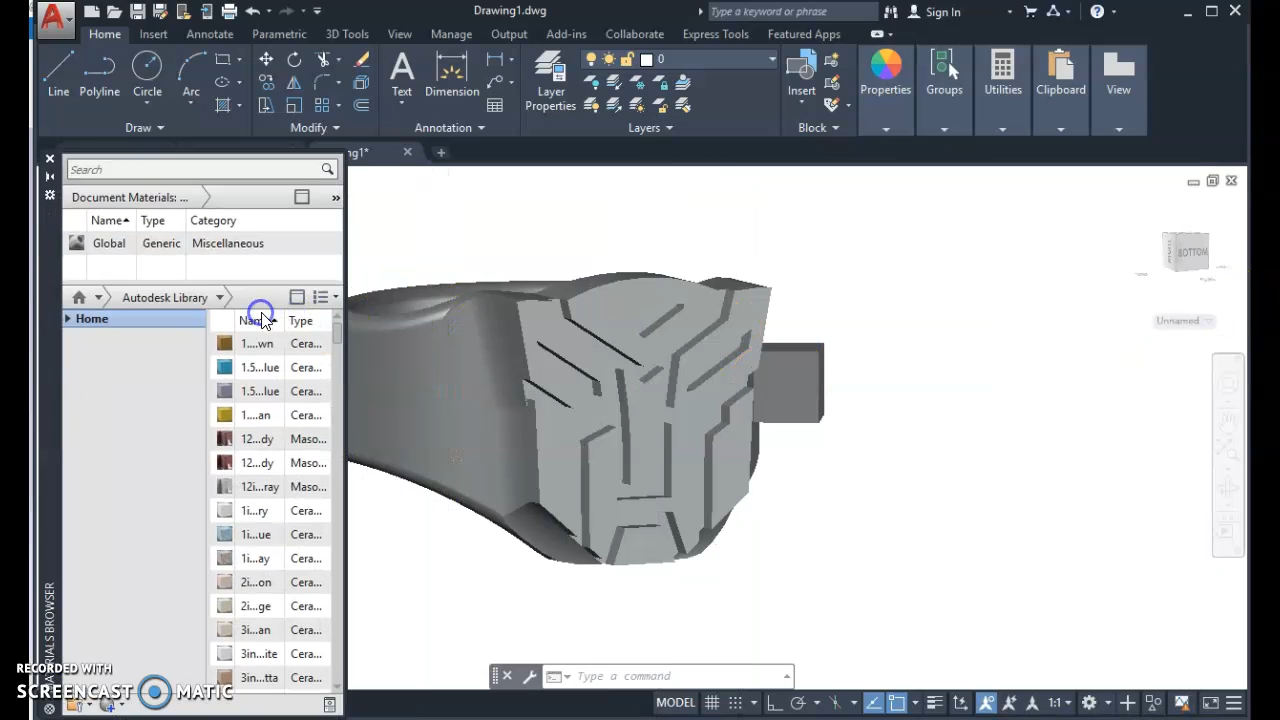 Drawing1.dwg
Type a keyword or phrase
Sign In
Home Insert Annotate Parametric 3D Tools View Manage Output Add-ins Collaborate Express Tools Featured Apps
0
Line Polyline Circle Arc Text Dimension Layer Properties Insert Properties Groups Utilities Clipboard View
Draw Modify Annotation Layers Block
ng1*
Search
Document Materials: ...
Name Type Category
Global Generic Miscellaneous
Autodesk Library
Home
Type
1....wn Cera...
1.5...lue Cera...
1.5...lue Cera...
1....an Cera...
12...dy Maso...
12...dy Maso...
12i...ray Maso...
1i...ry Cera...
1i...ue Cera...
1i...ay Cera...
2i...on Cera...
2i...ge Cera...
3i...an Cera...
3in...ite Cera...
3in...tta Cera...
MATERIALS BROWSER
BOTTOM
Unnamed
Type a command
MODEL 1:1
RECORDED WITH
SCREENCAST MATIC